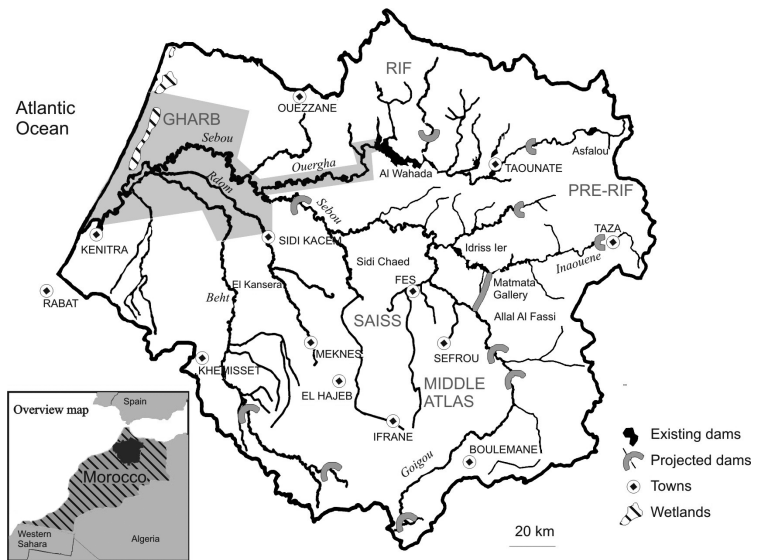 RIF
Atlantic
Ocean
OUEZZANE
GHARB
Sebou
Ouergha
Al Wahada
TAOUNATE
Asfalou
PRE-RIF
Rdom
Sebou
KENITRA
SIDI KACEM
TAZA
Idriss Ier
Inaouene
Sidi Chaed
FES
Matmata
Gallery
El Kansera
Beht
RABAT
Allal Al Fassi
SAISS
MEKNES
SEFROU
KHEMISSET
EL HAJEB
MIDDLE
ATLAS
IFRANE
Goigou
BOULEMANE
Overview map
Spain
Morocco
Western
Sahara
Algeria
Existing dams
Projected dams
Towns
Wetlands
20 km